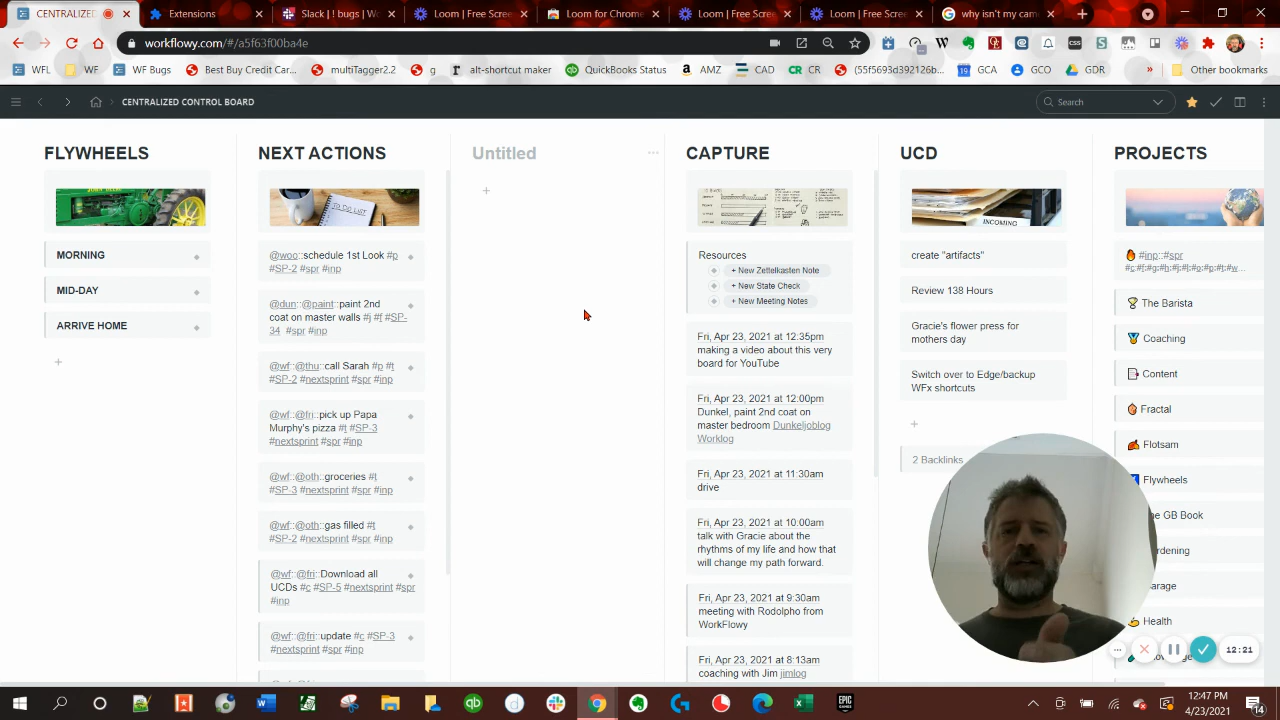 CENTRALIZED
Extensions
Slack | ! bugs | Wo
Loom | Free Scree
Loom for Chrome
Loom | Free Scree
Loom | Free Scree
why isn't my cam
workflowy.com/#/a5f63f00ba4e
WFL
WF
WF Bugs
Best Buy Credit Car...
multiTagger2.2
g
alt-shortcut maker
QuickBooks Status
AMZ
CAD
CR
(55f5693d392126b...
GCA
GCO
GDR
»
Other bookmarks
CENTRALIZED CONTROL BOARD
Search
FLYWHEELS
MORNING
MID-DAY
ARRIVE HOME
NEXT ACTIONS
TO DO LIST
@woo::schedule 1st Look #p
#SP-2 #spr #inp
@dun::@paint::paint 2nd
coat on master walls #j #f #SP-
34 #spr #inp
@wf::@thu::call Sarah #p #t
#SP-2 #nextsprint #spr #inp
@wf::@fri::pick up Papa
Murphy's pizza #t #SP-3
#nextsprint #spr #inp
@wf::@oth::groceries #t
#SP-3 #nextsprint #spr #inp
@wf::@oth::gas filled #t
#SP-2 #nextsprint #spr #inp
@wf::@fri::Download all
UCDs #c #SP-5 #nextsprint #spr
#inp
@wf::@fri::update #c #SP-3
#nextsprint #spr #inp
Untitled
CAPTURE
Resources
+ New Zettelkasten Note
+ New State Check
+ New Meeting Notes
Fri, Apr 23, 2021 at 12:35pm
making a video about this very
board for YouTube
Fri, Apr 23, 2021 at 12:00pm
Dunkel, paint 2nd coat on
master bedroom Dunkeljoblog
Worklog
Fri, Apr 23, 2021 at 11:30am
drive
Fri, Apr 23, 2021 at 10:00am
talk with Gracie about the
rhythms of my life and how that
will change my path forward.
Fri, Apr 23, 2021 at 9:30am
meeting with Rodolpho from
WorkFlowy
Fri, Apr 23, 2021 at 8:13am
coaching with Jim jimlog
UCD
INCOMING
create "artifacts"
Review 138 Hours
Gracie's flower press for
mothers day
Switch over to Edge/backup
WFx shortcuts
2 Backlinks
PROJECTS
#inp::#spr
The Barista
Coaching
Content
Fractal
Flotsam
Flywheels
he GB Book
rdening
arage
Health
12:21
12:47 PM
4/23/2021